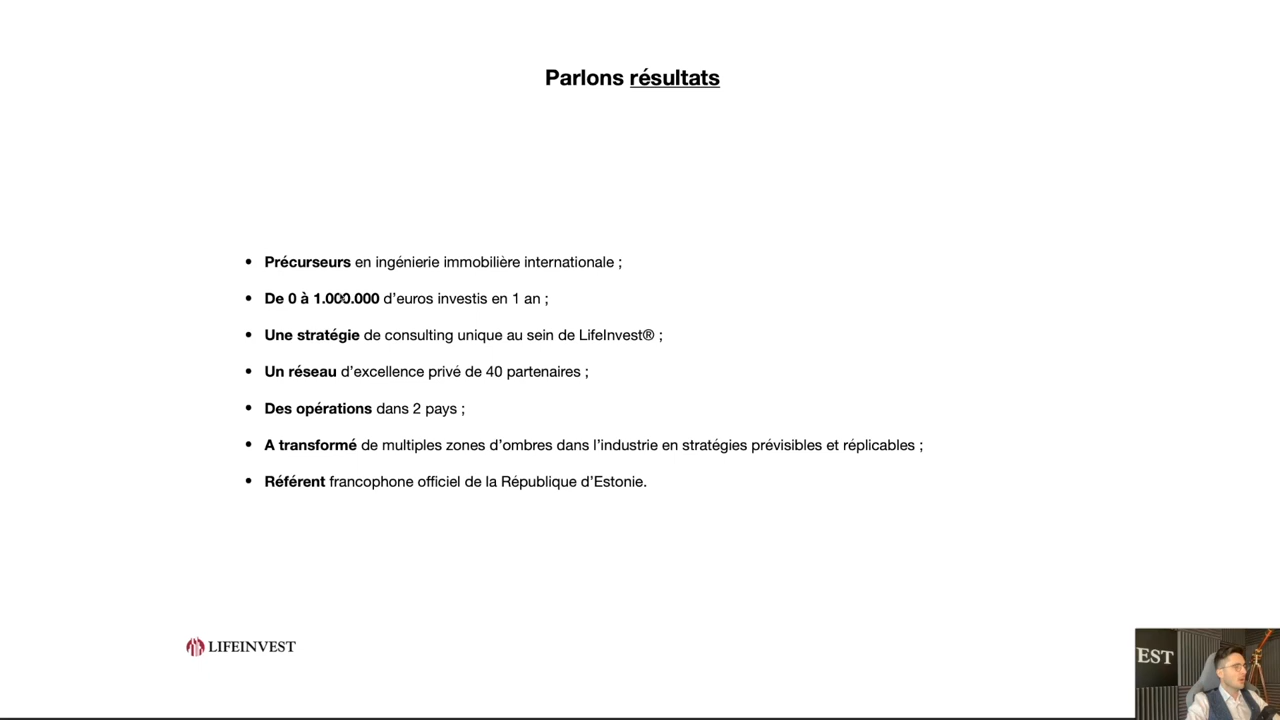 Parlons résultats
• Précurseurs en ingénierie immobilière internationale ;
• De 0 à 1.000.000 d’euros investis en 1 an ;
• Une stratégie de consulting unique au sein de LifeInvest® ;
• Un réseau d’excellence privé de 40 partenaires ;
• Des opérations dans 2 pays ;
• A transformé de multiples zones d’ombres dans l’industrie en stratégies prévisibles et réplicables ;
• Référent francophone officiel de la République d’Estonie.
LIFEINVEST
EST